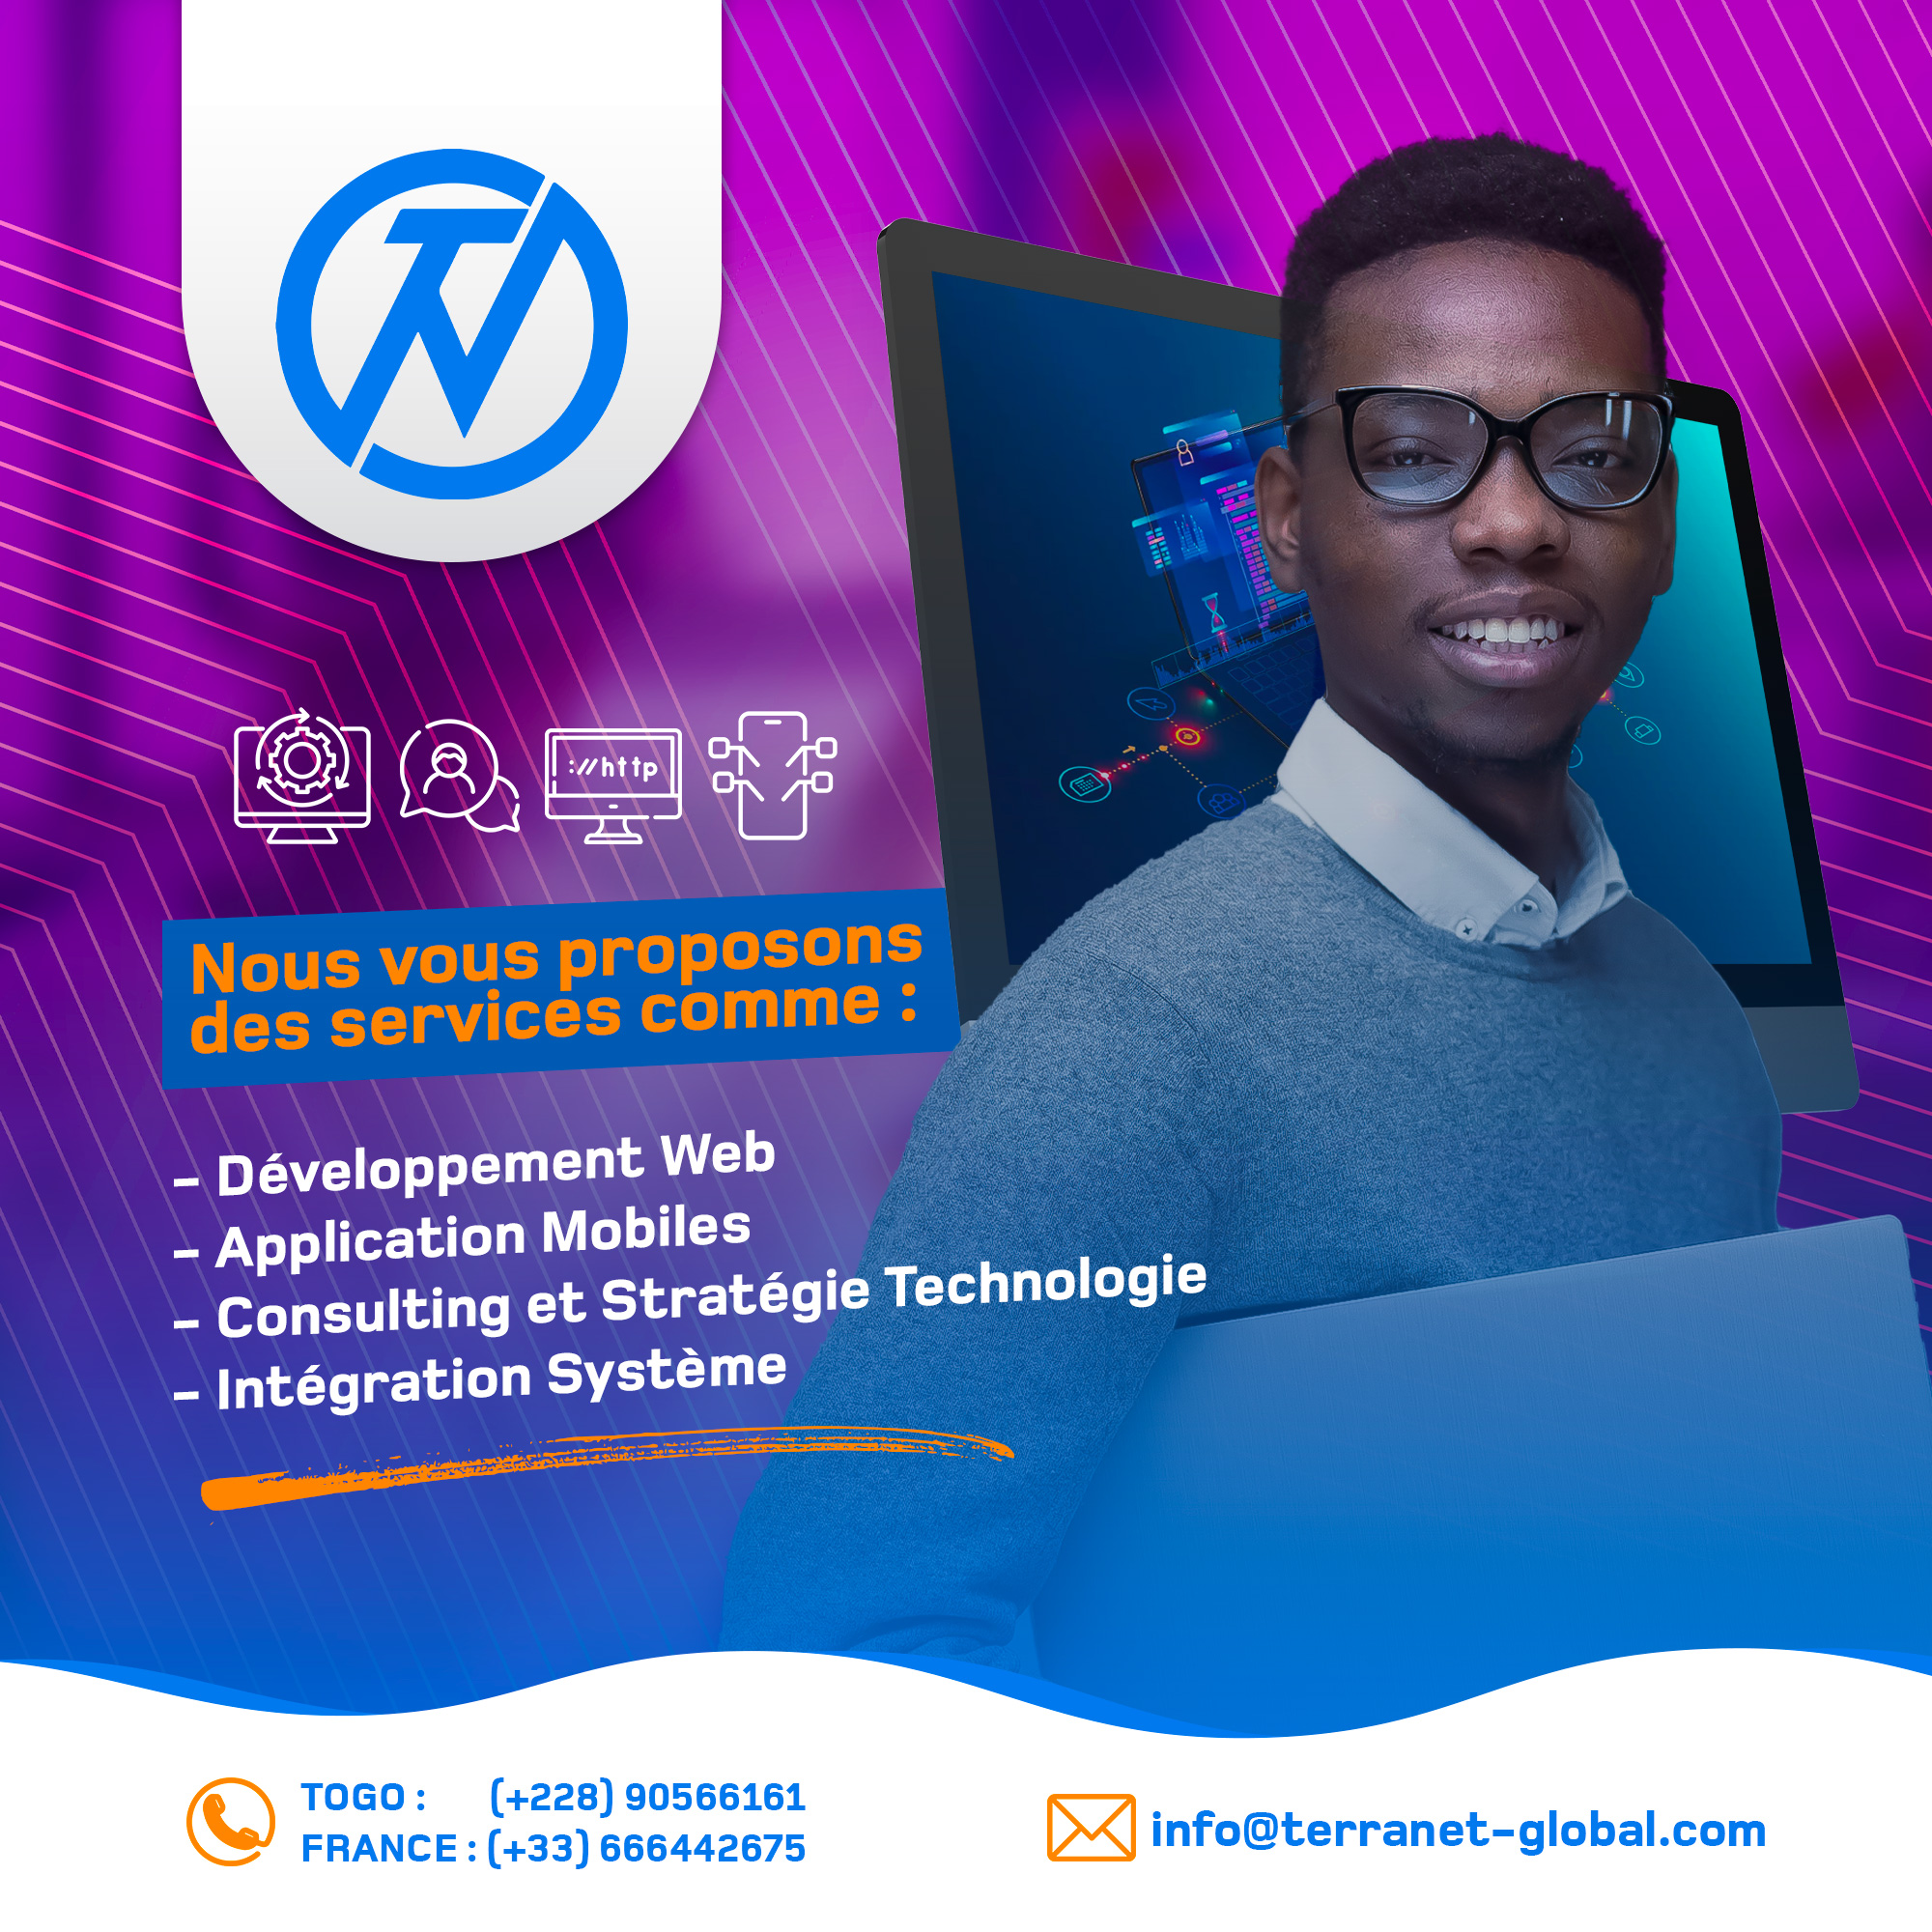 TN
://http
Nous vous proposons
des services comme :
– Développement Web
– Application Mobiles
– Consulting et Stratégie Technologie
– Intégration Système
TOGO : (+228) 90566161
FRANCE : (+33) 666442675
info@terranet-global.com